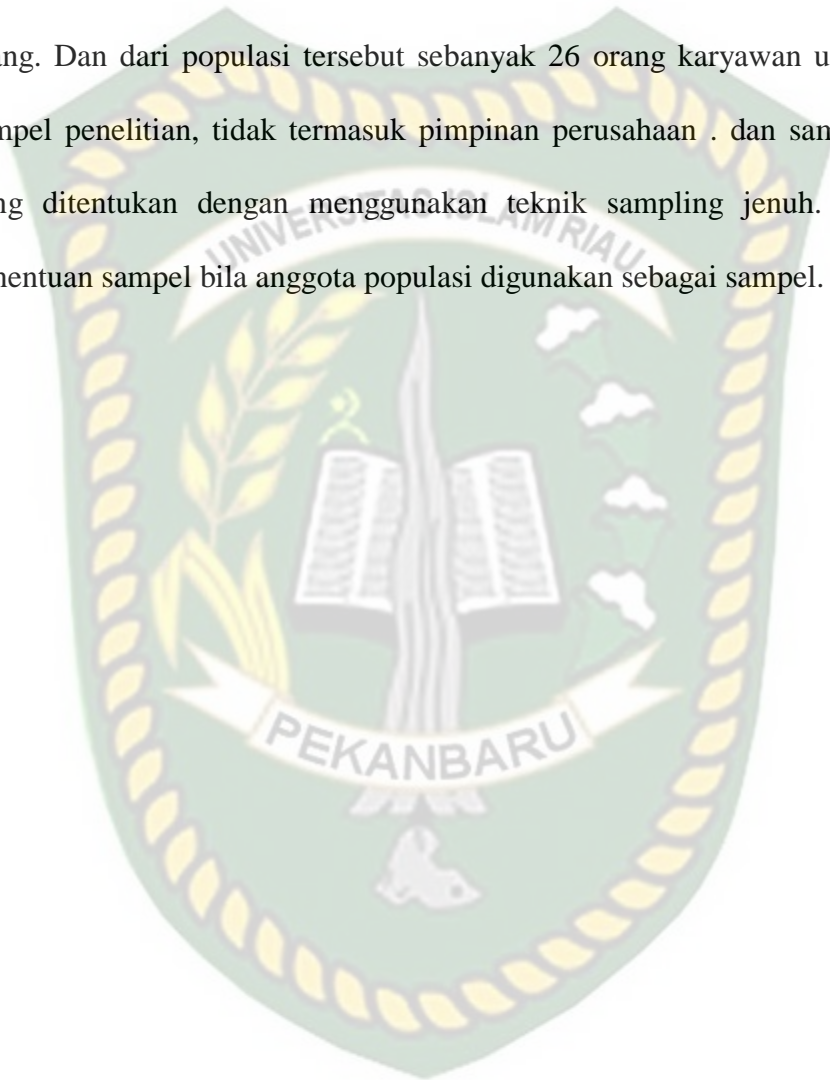 ang. Dan dari populasi tersebut sebanyak 26 orang karyawan u
mpel penelitian, tidak termasuk pimpinan perusahaan . dan san
ng ditentukan dengan menggunakan teknik sampling jenuh.
nentuan sampel bila anggota populasi digunakan sebagai sampel.
UNIVERSITAS ISLAM RIAU
PEKANBARU